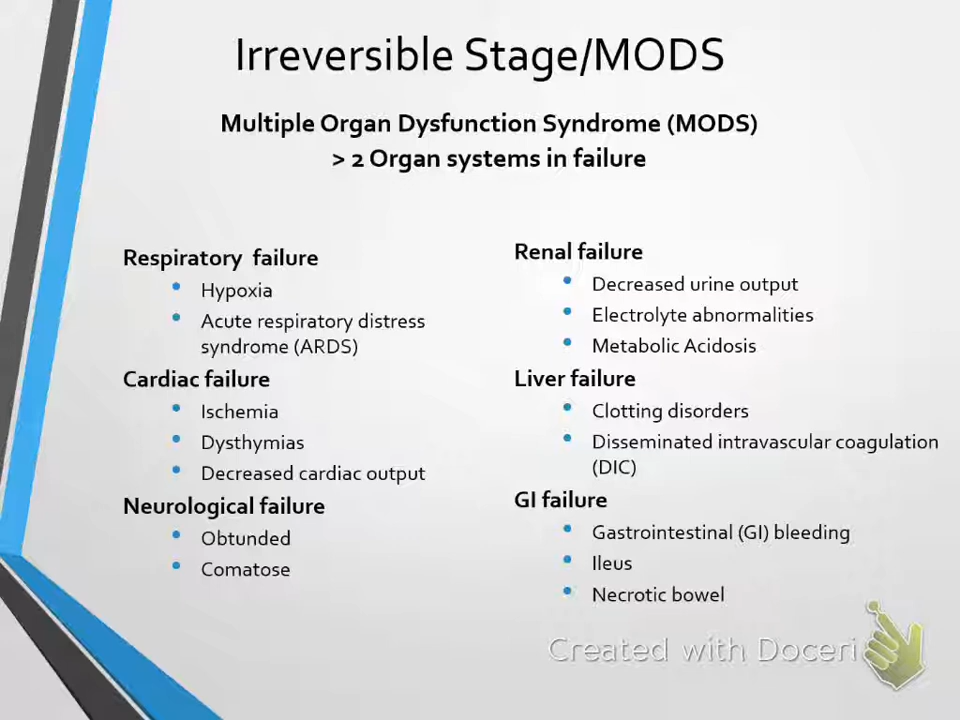 Irreversible Stage/MODS
Multiple Organ Dysfunction Syndrome (MODS)
> 2 Organ systems in failure
Respiratory failure
Hypoxia
Acute respiratory distress
syndrome (ARDS)
Cardiac failure
Ischemia
Dysthymias
Decreased cardiac output
Neurological failure
Obtunded
Comatose
Renal failure
Decreased urine output
Electrolyte abnormalities
Metabolic Acidosis
Liver failure
Clotting disorders
Disseminated intravascular coagulation
(DIC)
GI failure
Gastrointestinal (GI) bleeding
Ileus
Necrotic bowel
Created with Doceri